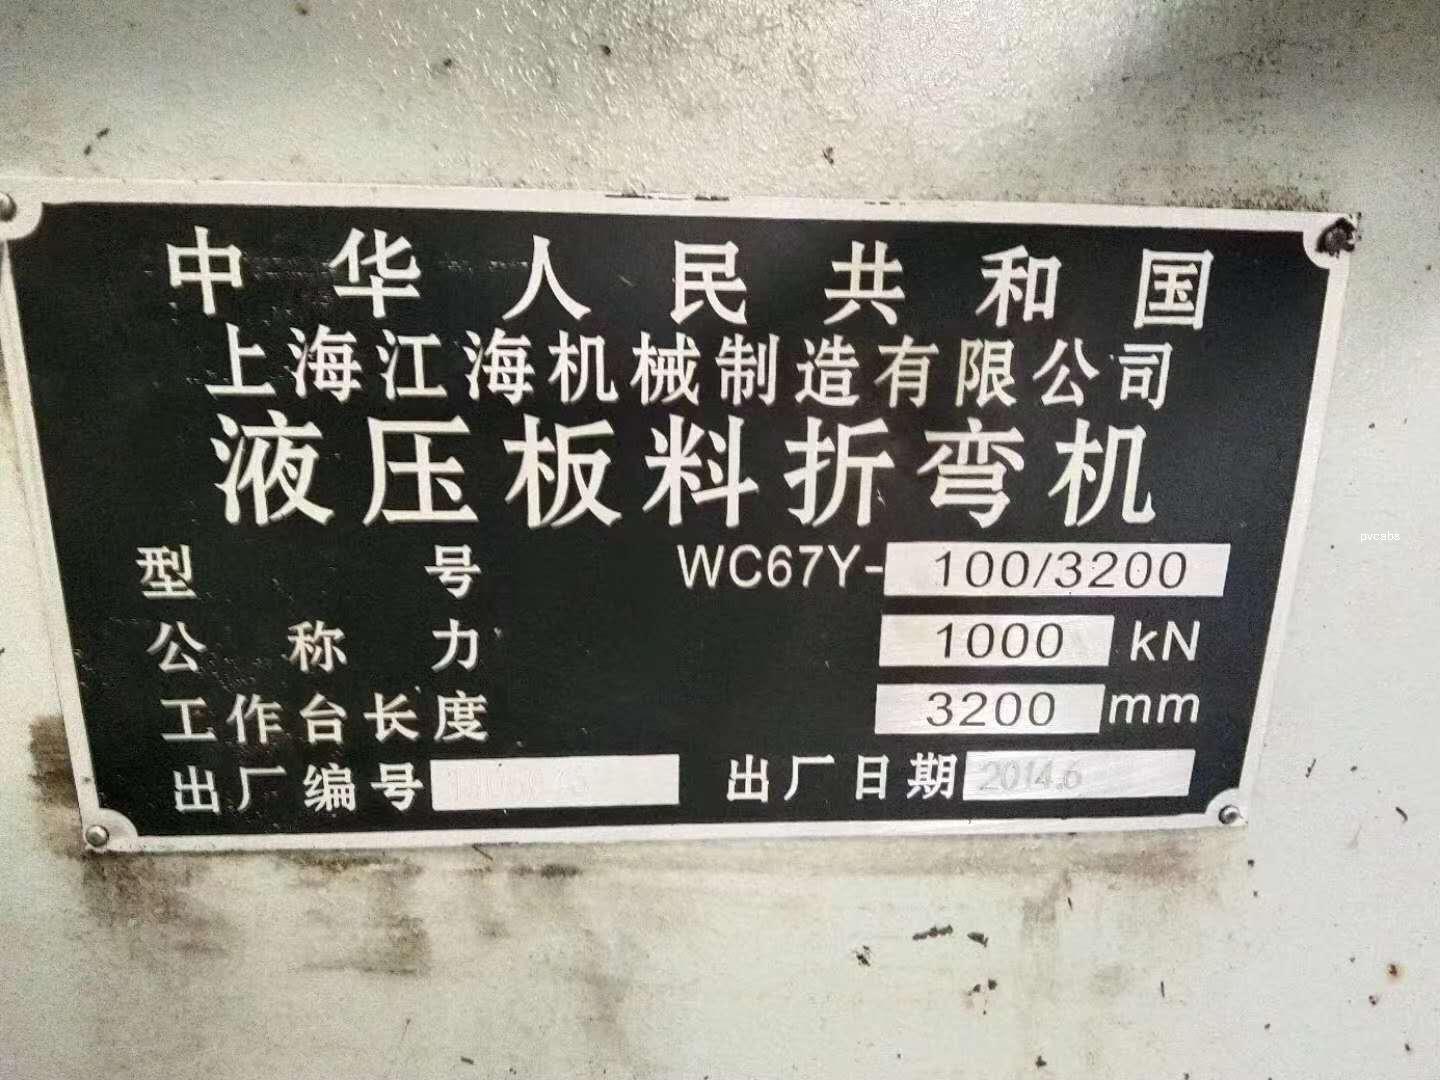 中华人民共和国
上海江海机械制造有限公司
液压板料折弯机
型号 WC67Y-100/3200
公称力 1000 kN
工作台长度 3200 mm
出厂编号 出厂日期 2014.6
pvcabs